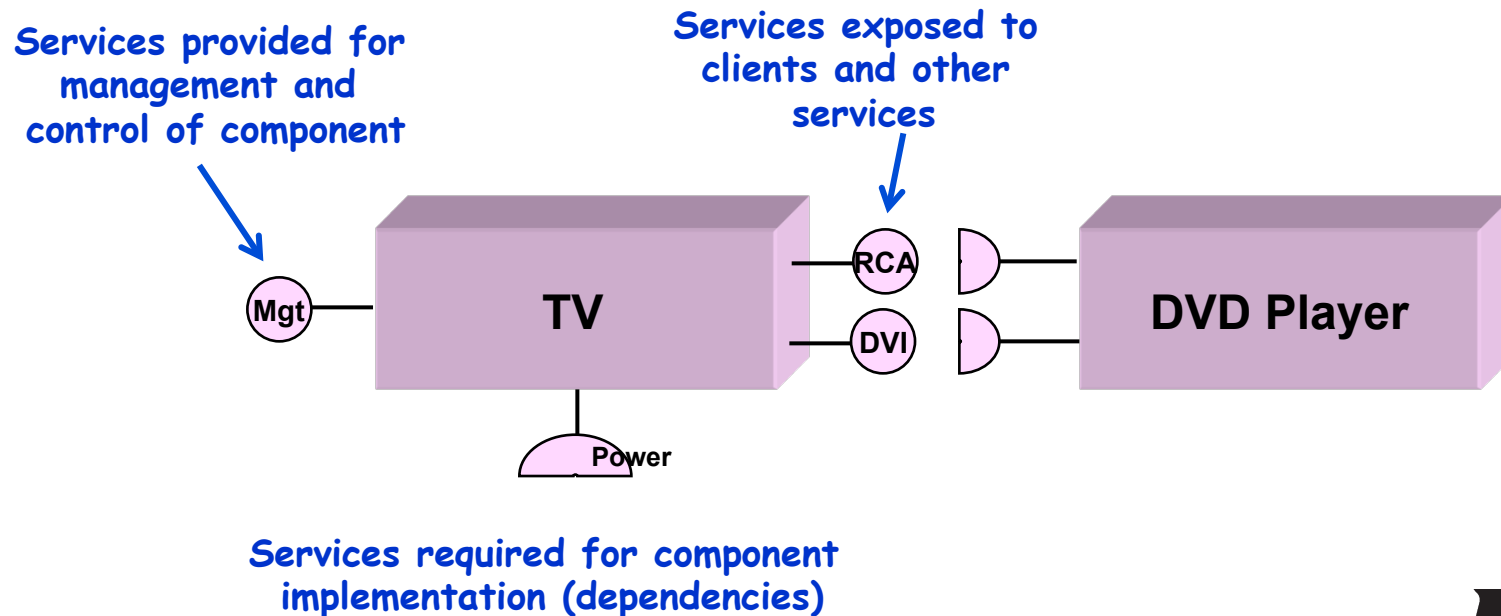 Services provided for
management and
control of component
Services exposed to
clients and other
services
Mgt
TV
RCA
DVI
DVD Player
Power
Services required for component
implementation (dependencies)